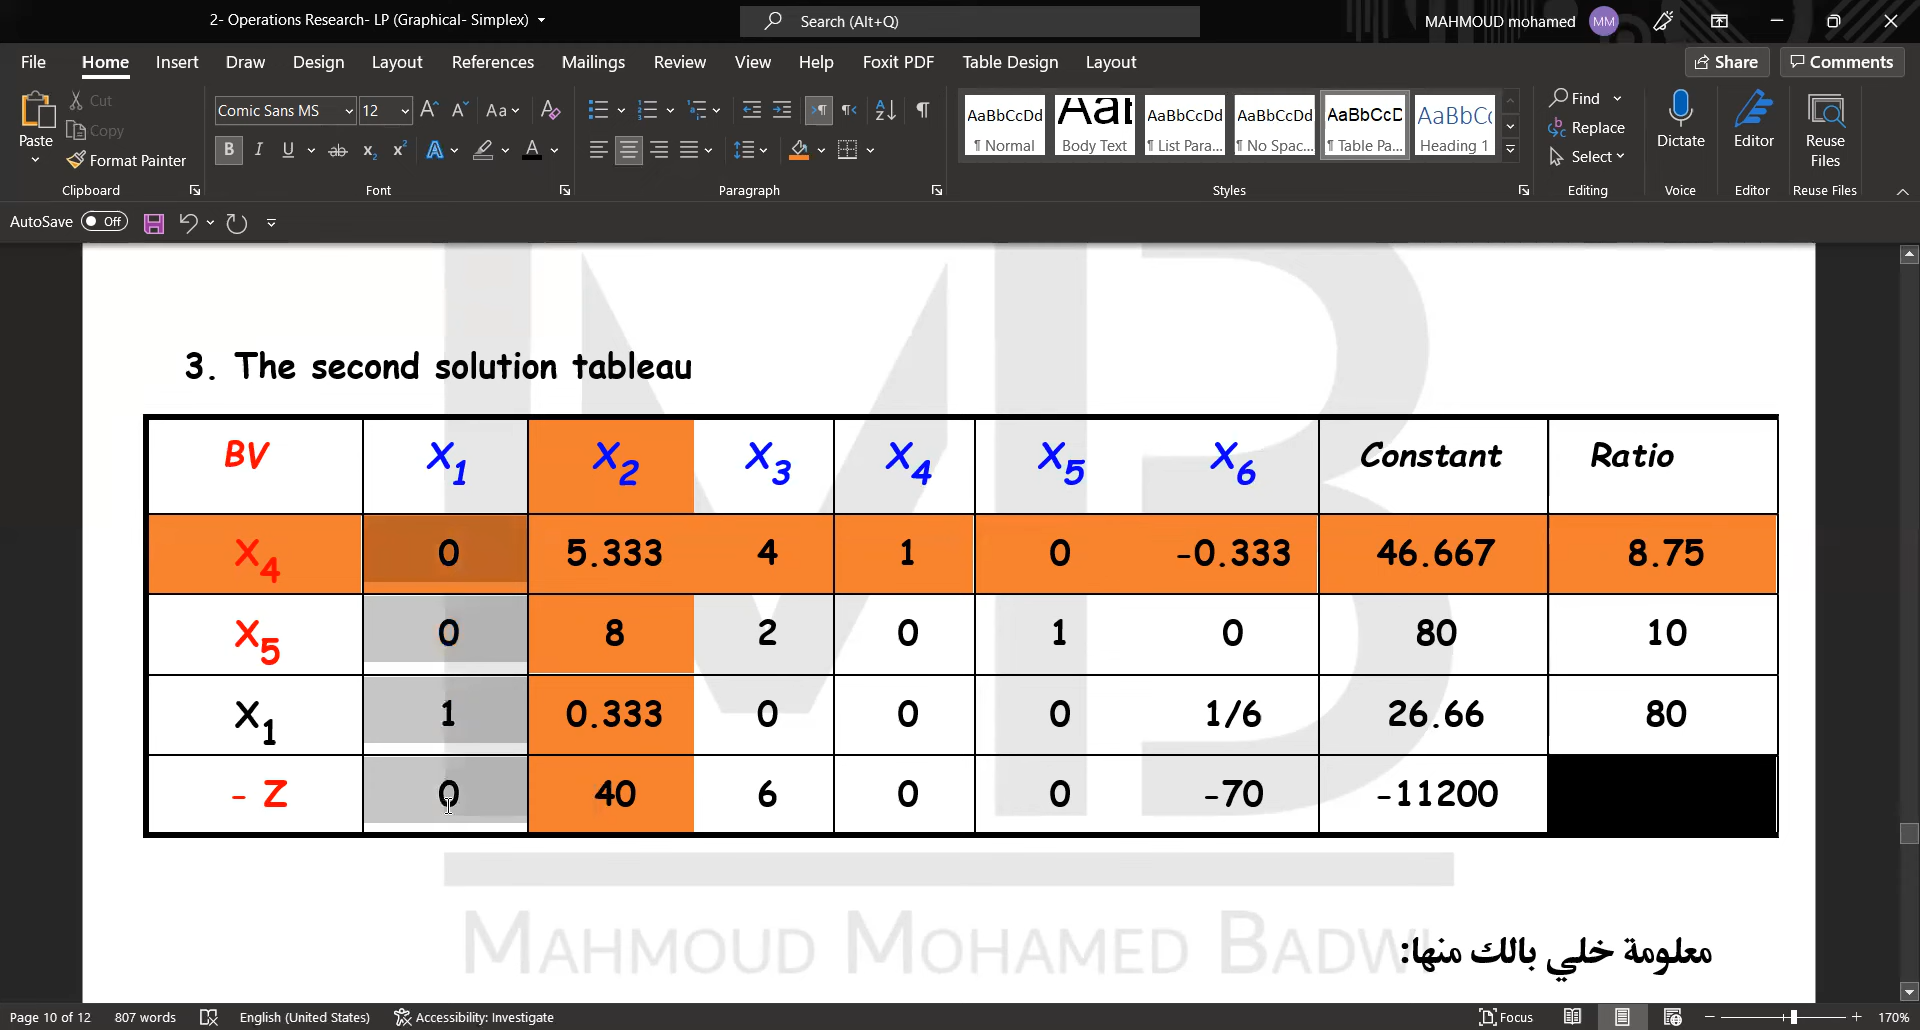 2- Operations Research- LP (Graphical- Simplex)
Search (Alt+Q)
MAHMOUD mohamed
MM
File Home Insert Draw Design Layout References Mailings Review View Help Foxit PDF Table Design Layout
Share
Comments
Paste
Cut
Copy
Format Painter
Clipboard
Comic Sans MS
12
Font
Paragraph
AaBbCcDd
¶ Normal
AaB
Body Text
AaBbCcDd
¶ List Para...
AaBbCcDd
¶ No Spac...
AaBbCcD
¶ Table Pa...
AaBbCc
Heading 1
Styles
Find
Replace
Select
Editing
Dictate
Voice
Editor
Editor
Reuse Files
Reuse Files
AutoSave Off
3. The second solution tableau
BV X1 X2 X3 X4 X5 X6 Constant Ratio
X4 0 5.333 4 1 0 -0.333 46.667 8.75
X5 0 8 2 0 1 0 80 10
X1 1 0.333 0 0 0 1/6 26.66 80
- Z 0 40 6 0 0 -70 -11200
MAHMOUD MOHAMED BADWI
معلومة خلي بالك منها:
Page 10 of 12
807 words
English (United States)
Accessibility: Investigate
Focus
170%